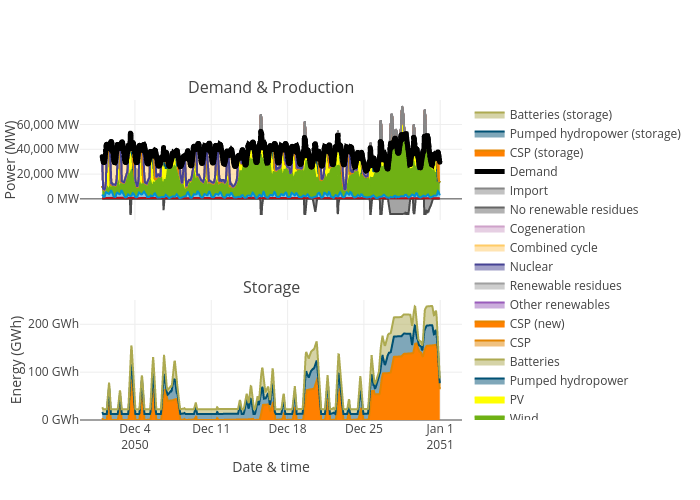 Demand & Production
Power (MW)
60,000 MW
40,000 MW
20,000 MW
0 MW
Storage
Energy (GWh)
200 GWh
100 GWh
0 GWh
Dec 4
2050
Dec 11
Dec 18
Dec 25
Jan 1
2051
Date & time
Batteries (storage)
Pumped hydropower (storage)
CSP (storage)
Demand
Import
No renewable residues
Cogeneration
Combined cycle
Nuclear
Renewable residues
Other renewables
CSP (new)
CSP
Batteries
Pumped hydropower
PV
Wind